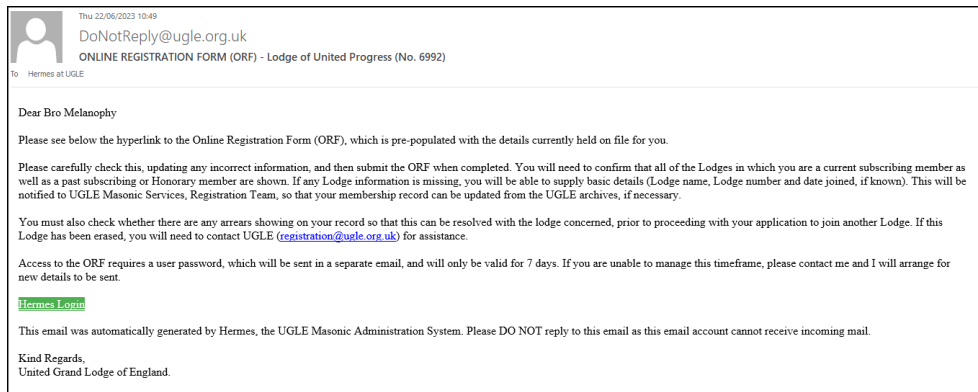 Thu 22/06/2023 10:49
DoNotReply@ugle.org.uk
ONLINE REGISTRATION FORM (ORF) - Lodge of United Progress (No. 6992)
To Hermes at UGLE
Dear Bro Melanophy
Please see below the hyperlink to the Online Registration Form (ORF), which is pre-populated with the details currently held on file for you.
Please carefully check this, updating any incorrect information, and then submit the ORF when completed. You will need to confirm that all of the Lodges in which you are a current subscribing member as
well as a past subscribing or Honorary member are shown. If any Lodge information is missing, you will be able to supply basic details (Lodge name, Lodge number and date joined, if known). This will be
notified to UGLE Masonic Services, Registration Team, so that your membership record can be updated from the UGLE archives, if necessary.
You must also check whether there are any arrears showing on your record so that this can be resolved with the lodge concerned, prior to proceeding with your application to join another Lodge. If this
Lodge has been erased, you will need to contact UGLE (registration@ugle.org.uk) for assistance.
Access to the ORF requires a user password, which will be sent in a separate email, and will only be valid for 7 days. If you are unable to manage this timeframe, please contact me and I will arrange for
new details to be sent.
Hermes Login
This email was automatically generated by Hermes, the UGLE Masonic Administration System. Please DO NOT reply to this email as this email account cannot receive incoming mail.
Kind Regards,
United Grand Lodge of England.